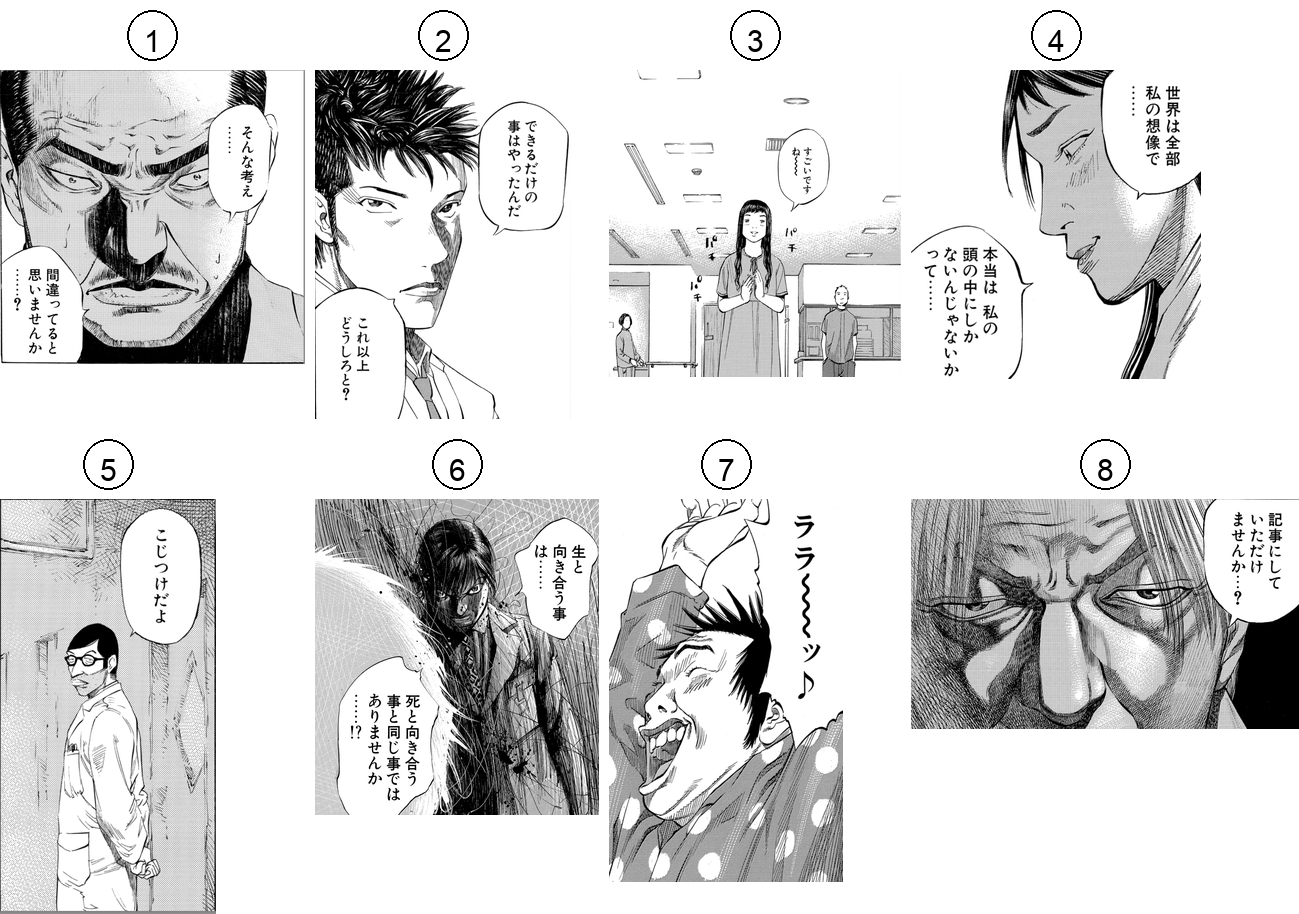 1
そんな考え
……
間違ってると
思いませんか
……?
2
できるだけの
事はやったんだ
これ以上
どうしろと?
3
すごいです
ね〜〜
パチ
パチ
パチ
4
世界は全部
私の想像で
……
本当は 私の
頭の中にしか
ないんじゃないか
って……
5
こじつけだよ
6
生と
向き合う事
は……
死と向き合う
事と同じ事では
ありませんか
……!?
7
ララ〜〜〜ッ♪
8
記事にして
いただけ
ませんか…?